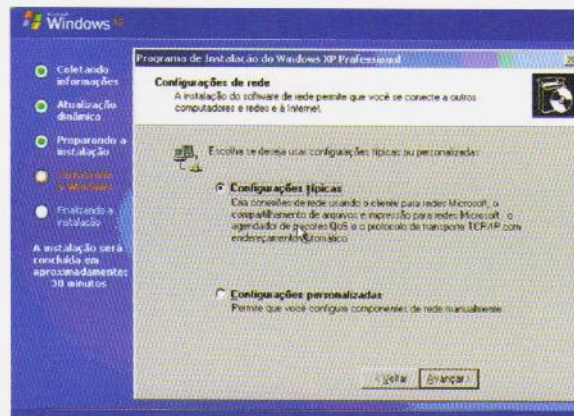 Microsoft
Windows XP
Coletando
informações
Atualização
dinâmica
Preparando a
instalação
Instalando
o Windows
Finalizando a
instalação
A instalação será
concluída em
aproximadamente:
30 minutos
Programa de Instalação do Windows XP Professional
Configurações de rede
A instalação do software de rede permite que você se conecte a outros
computadores e redes e à Internet.
Escolha se deseja usar configurações típicas ou personalizadas:
Configurações típicas
Cria conexões de rede usando o cliente para redes Microsoft, o
compartilhamento de arquivos e impressão para redes Microsoft, o
agendador de pacotes QoS e o protocolo de transporte TCP/IP com
endereçamento automático.
Configurações personalizadas
Permite que você configure componentes de rede manualmente.
< Voltar
Avançar >